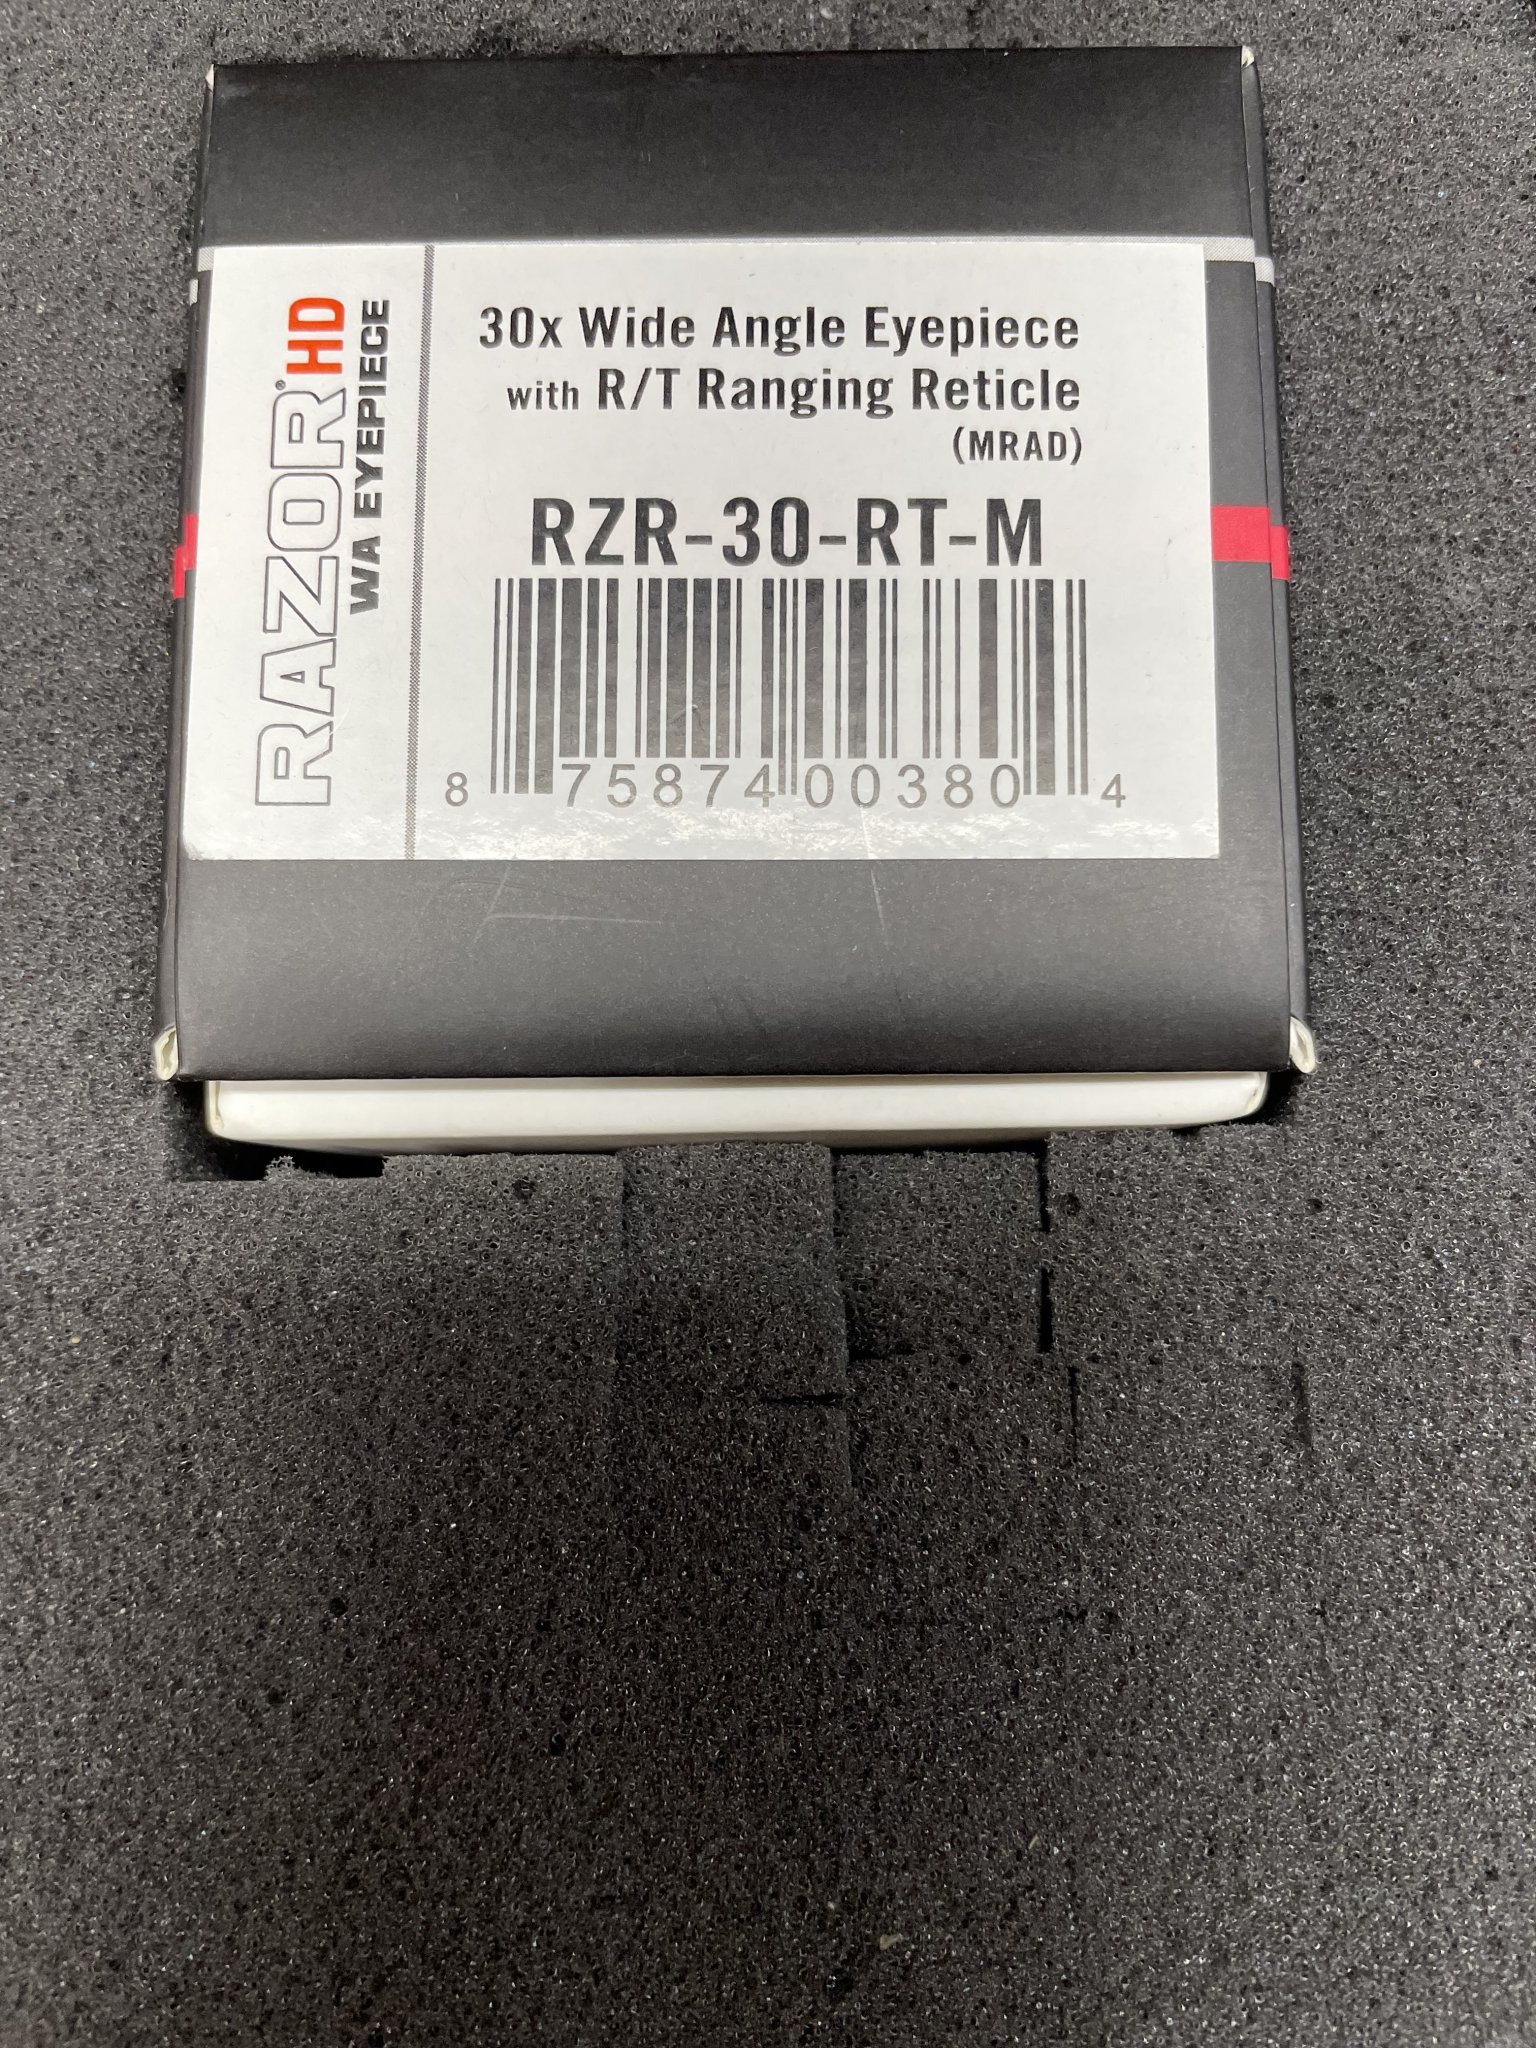 RAZOR® HD
WA EYEPIECE
30x Wide Angle Eyepiece
with R/T Ranging Reticle
(MRAD)
RZR-30-RT-M
8 75874 00380 4